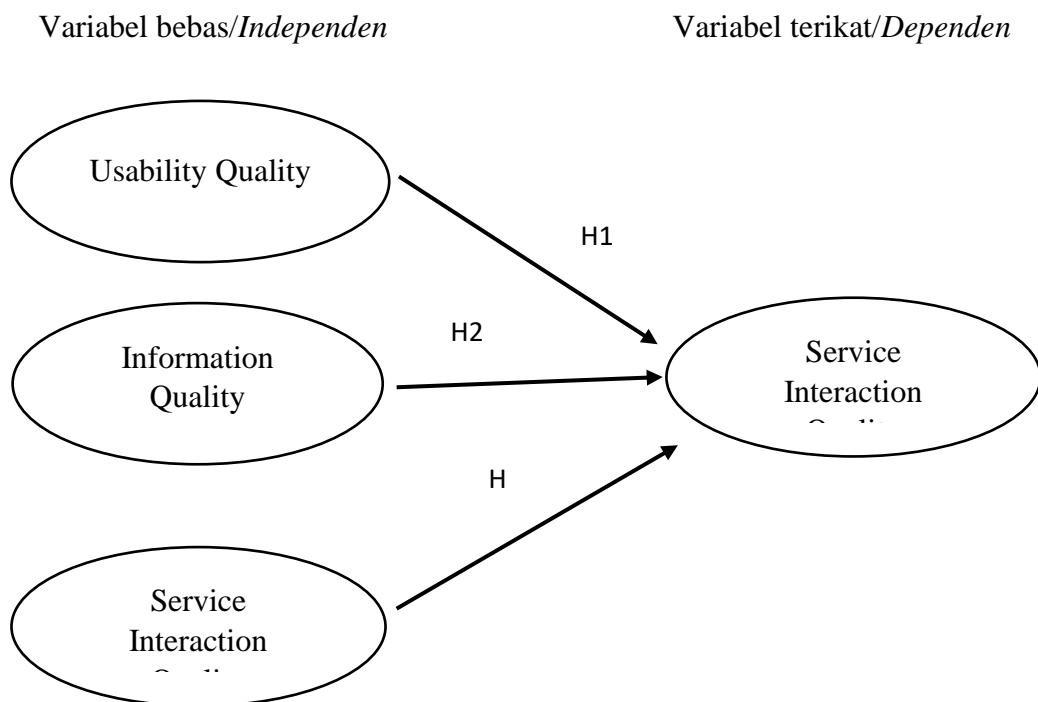 Variabel bebas/Independen
Variabel terikat/Dependen
Usability Quality
H1
Information
Quality
H2
Service
Interaction
H
Service
Interaction